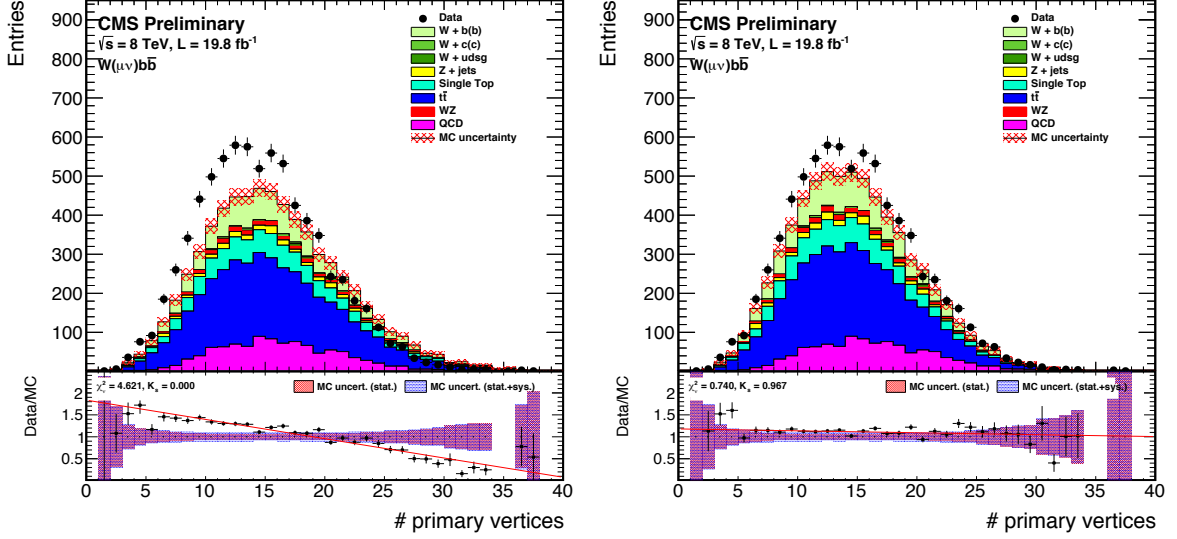 Entries
900
800
700
600
500
400
300
200
100
CMS Preliminary
√s = 8 TeV, L = 19.8 fb⁻¹
W(μν)bb̅
Data
W + b(b)
W + c(c)
W + udsg
Z + jets
Single Top
tt̅
WZ
QCD
MC uncertainty
Data/MC
2
1.5
1
0.5
χ²ᵥ = 4.621, Kₛ = 0.000
MC uncert. (stat.)
MC uncert. (stat.+sys.)
0 5 10 15 20 25 30 35 40
# primary vertices
Entries
900
800
700
600
500
400
300
200
100
CMS Preliminary
√s = 8 TeV, L = 19.8 fb⁻¹
W(μν)bb̅
Data
W + b(b)
W + c(c)
W + udsg
Z + jets
Single Top
tt̅
WZ
QCD
MC uncertainty
Data/MC
2
1.5
1
0.5
χ²ᵥ = 0.740, Kₛ = 0.967
MC uncert. (stat.)
MC uncert. (stat.+sys.)
0 5 10 15 20 25 30 35 40
# primary vertices